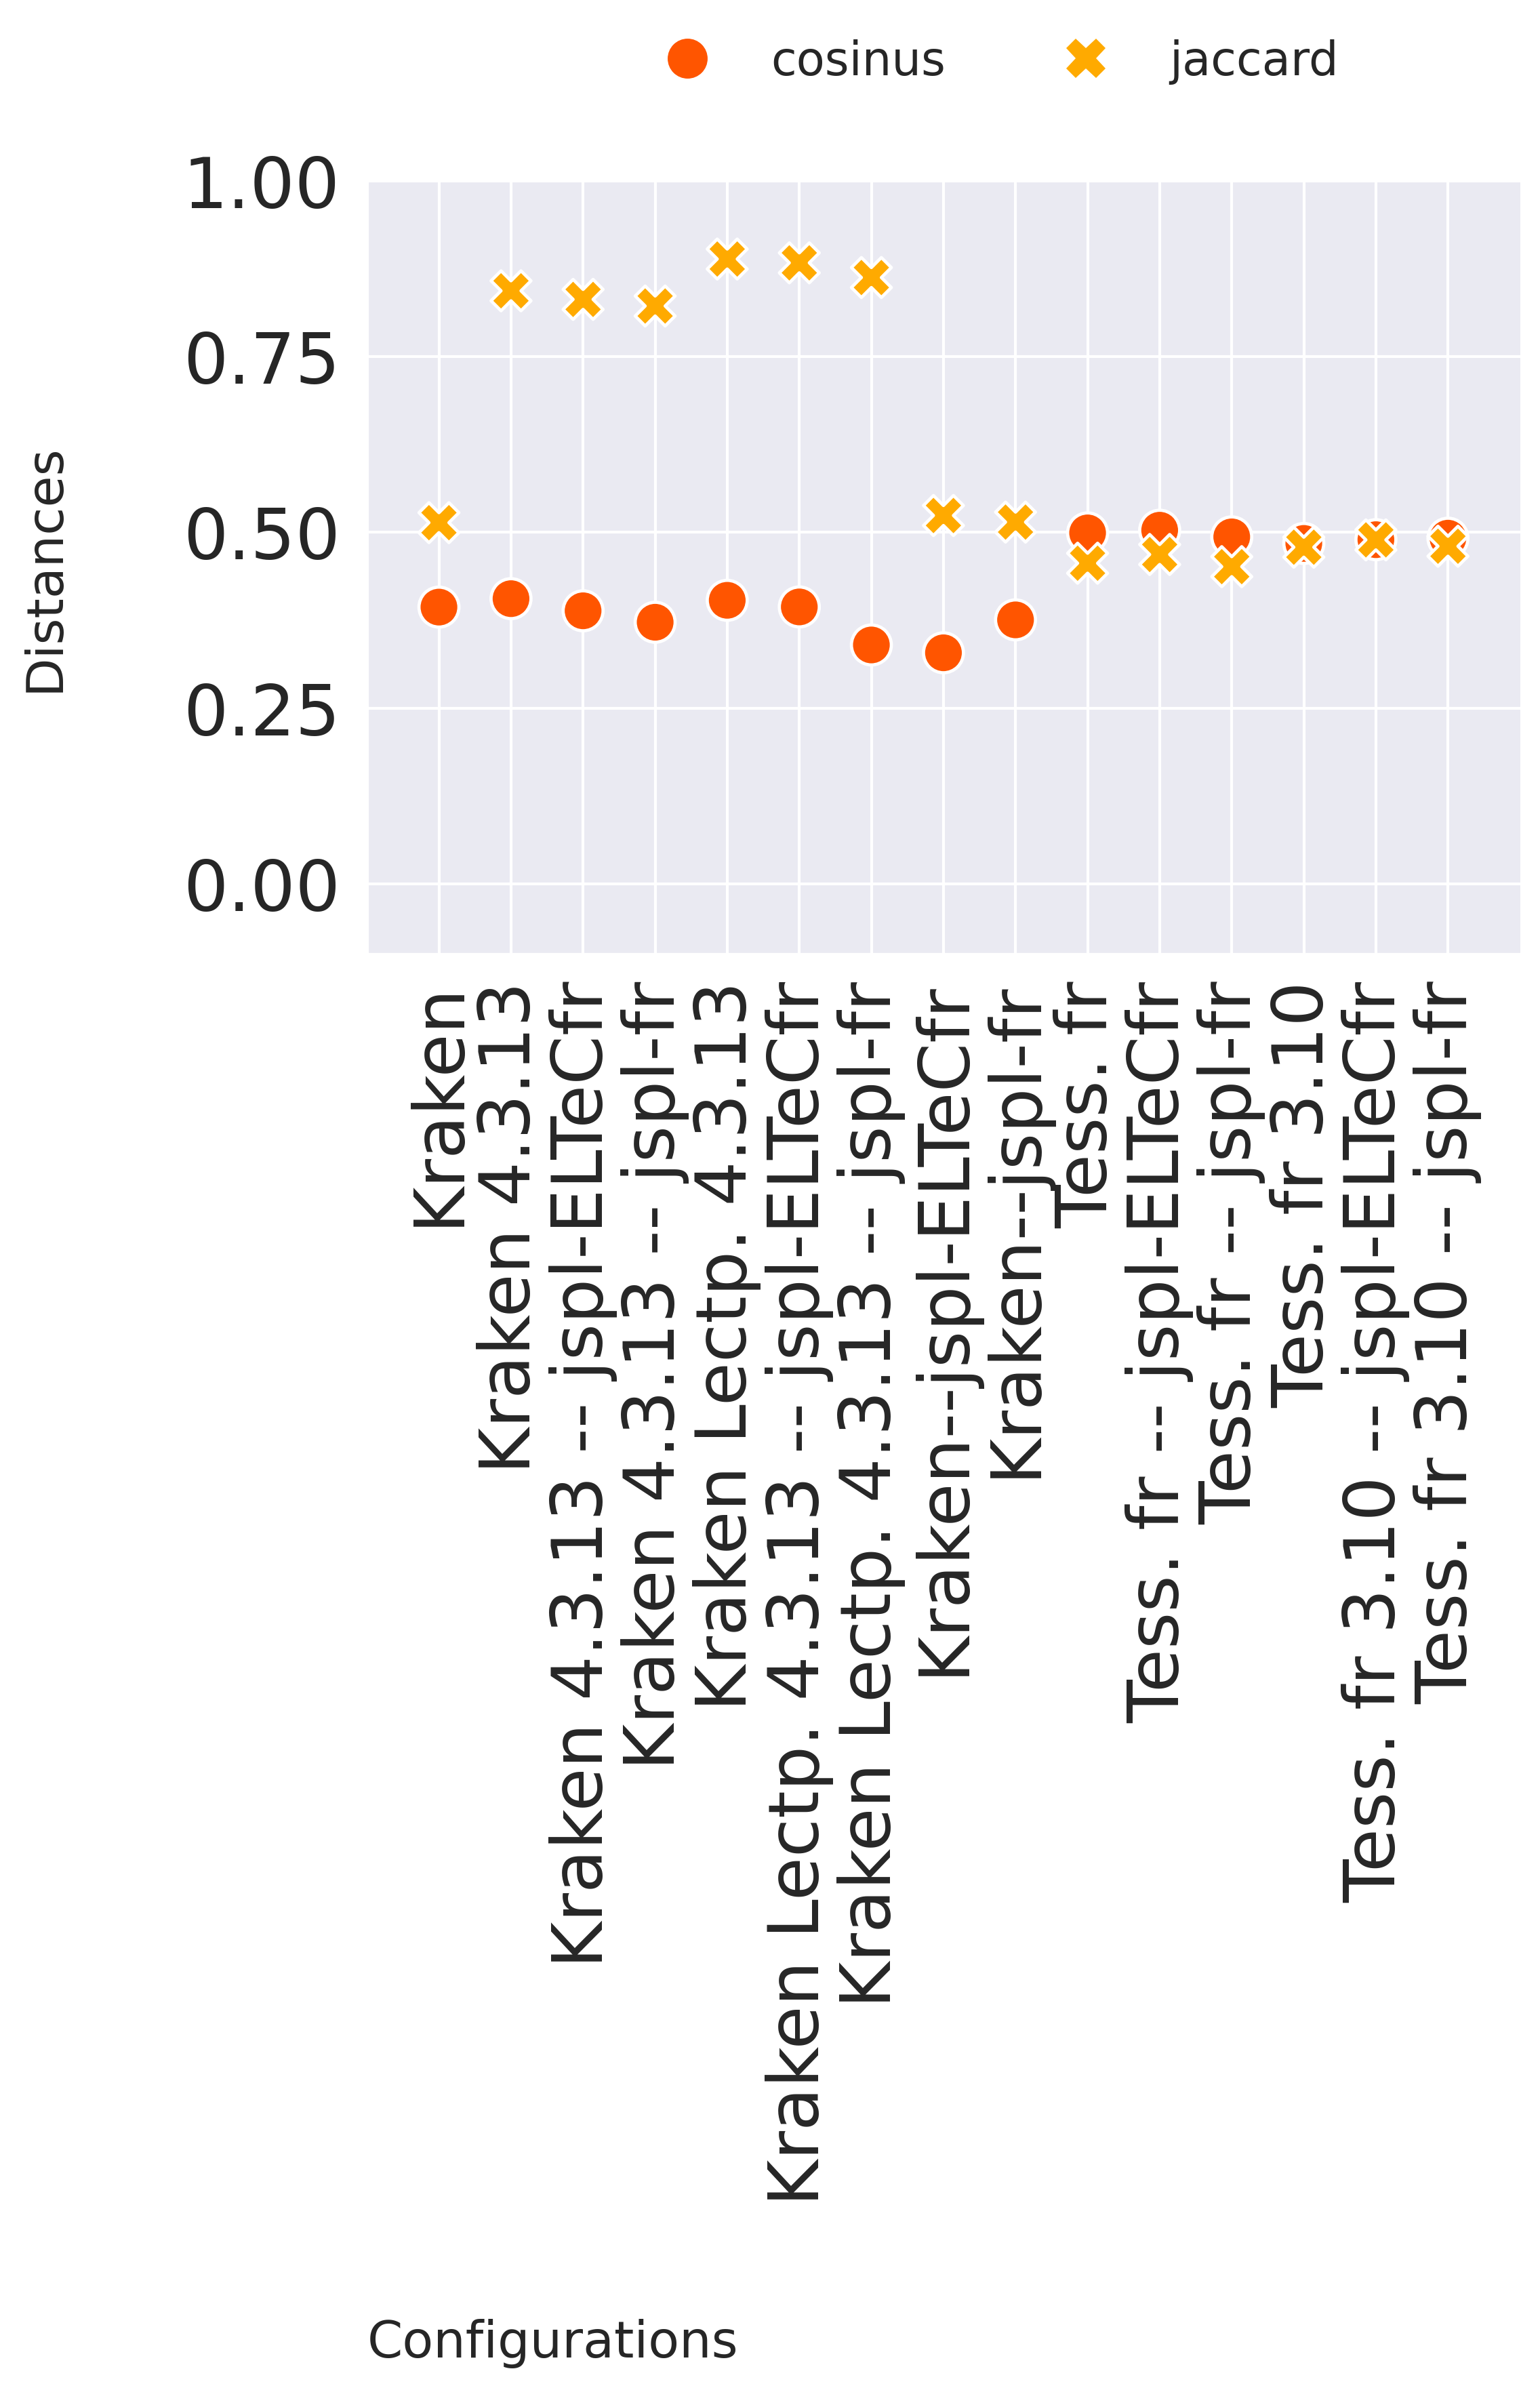 cosinus
jaccard
1.00
0.75
0.50
0.25
0.00
Distances
Kraken
Kraken 4.3.13
Kraken 4.3.13 -- jspl-ELTeCfr
Kraken 4.3.13 -- jspl-fr
Kraken Lectp. 4.3.13
Kraken Lectp. 4.3.13 -- jspl-ELTeCfr
Kraken Lectp. 4.3.13 -- jspl-fr
Kraken--jspl-ELTeCfr
Kraken--jspl-fr
Tess. fr
Tess. fr -- jspl-ELTeCfr
Tess. fr -- jspl-fr
Tess. fr 3.10
Tess. fr 3.10 -- jspl-ELTeCfr
Tess. fr 3.10 -- jspl-fr
Configurations